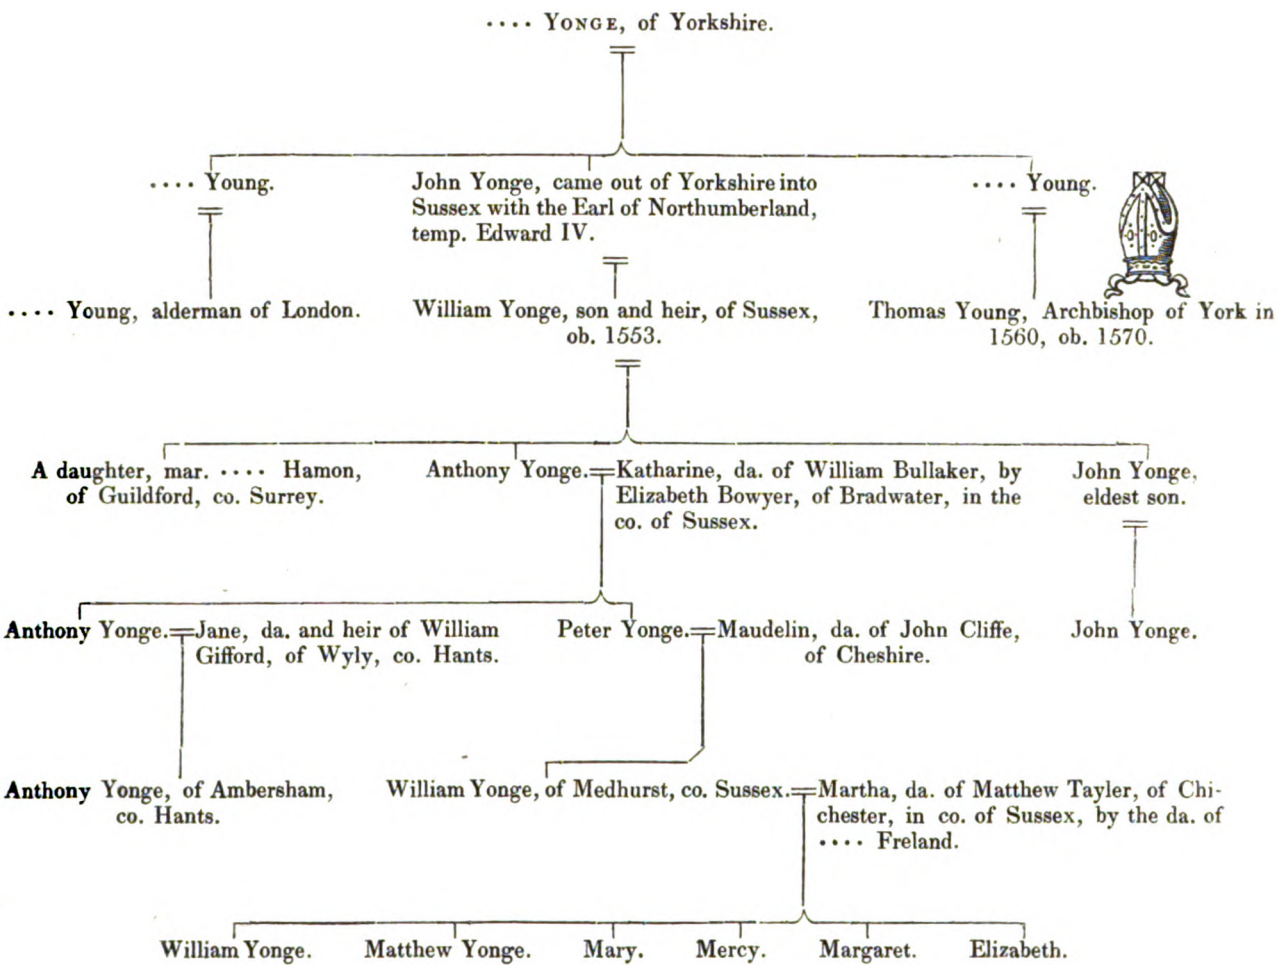 ···· YONGE, of Yorkshire.
···· Young.
John Yonge, came out of Yorkshire into
Sussex with the Earl of Northumberland,
temp. Edward IV.
···· Young.
···· Young, alderman of London.
William Yonge, son and heir, of Sussex,
ob. 1553.
Thomas Young, Archbishop of York in
1560, ob. 1570.
A daughter, mar. ···· Hamon,
of Guildford, co. Surrey.
Anthony Yonge.=Katharine, da. of William Bullaker, by
Elizabeth Bowyer, of Bradwater, in the
co. of Sussex.
John Yonge,
eldest son.
Anthony Yonge.=Jane, da. and heir of William
Gifford, of Wyly, co. Hants.
Peter Yonge.=Maudelin, da. of John Cliffe,
of Cheshire.
John Yonge.
Anthony Yonge, of Ambersham,
co. Hants.
William Yonge, of Medhurst, co. Sussex.=Martha, da. of Matthew Tayler, of Chi-
chester, in co. of Sussex, by the da. of
···· Freland.
William Yonge.
Matthew Yonge.
Mary.
Mercy.
Margaret.
Elizabeth.